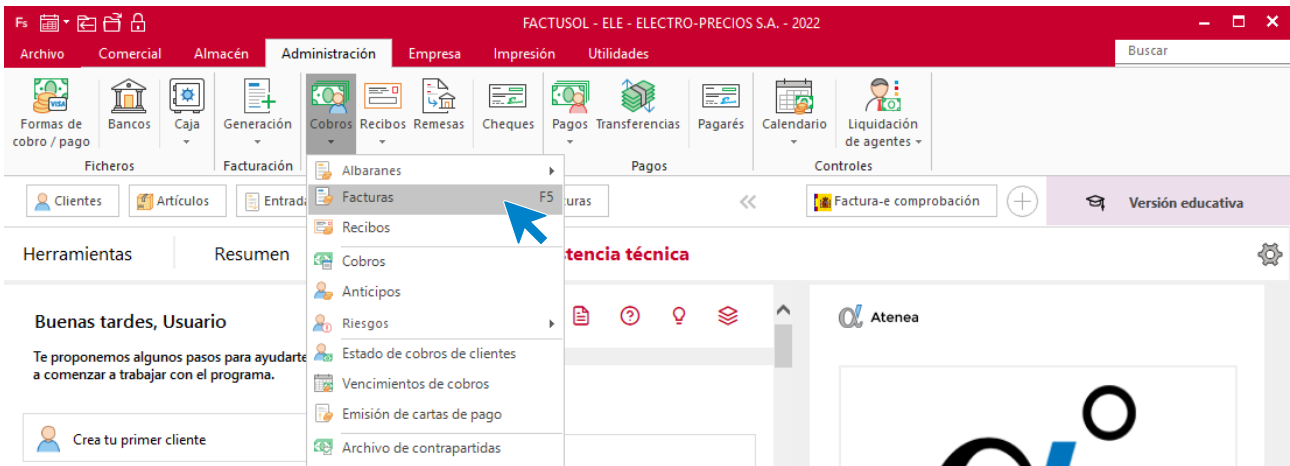 Fs
FACTUSOL - ELE - ELECTRO-PRECIOS S.A. - 2022
Archivo Comercial Almacén Administración Empresa Impresión Utilidades Buscar
VISA
Formas de cobro / pago
Bancos
Caja
Generación
Cobros
Recibos
Remesas
Cheques
Pagos
Transferencias
Pagarés
Calendario
Liquidación de agentes
Ficheros
Facturación
Pagos
Controles
Albaranes
Facturas F5
Recibos
Cobros
Anticipos
Riesgos
Estado de cobros de clientes
Vencimientos de cobros
Emisión de cartas de pago
Archivo de contrapartidas
Clientes
Artículos
Factura-e comprobación
Versión educativa
Herramientas
Resumen
técnica
Buenas tardes, Usuario
Te proponemos algunos pasos para ayudarte
a comenzar a trabajar con el programa.
Crea tu primer cliente
Atenea